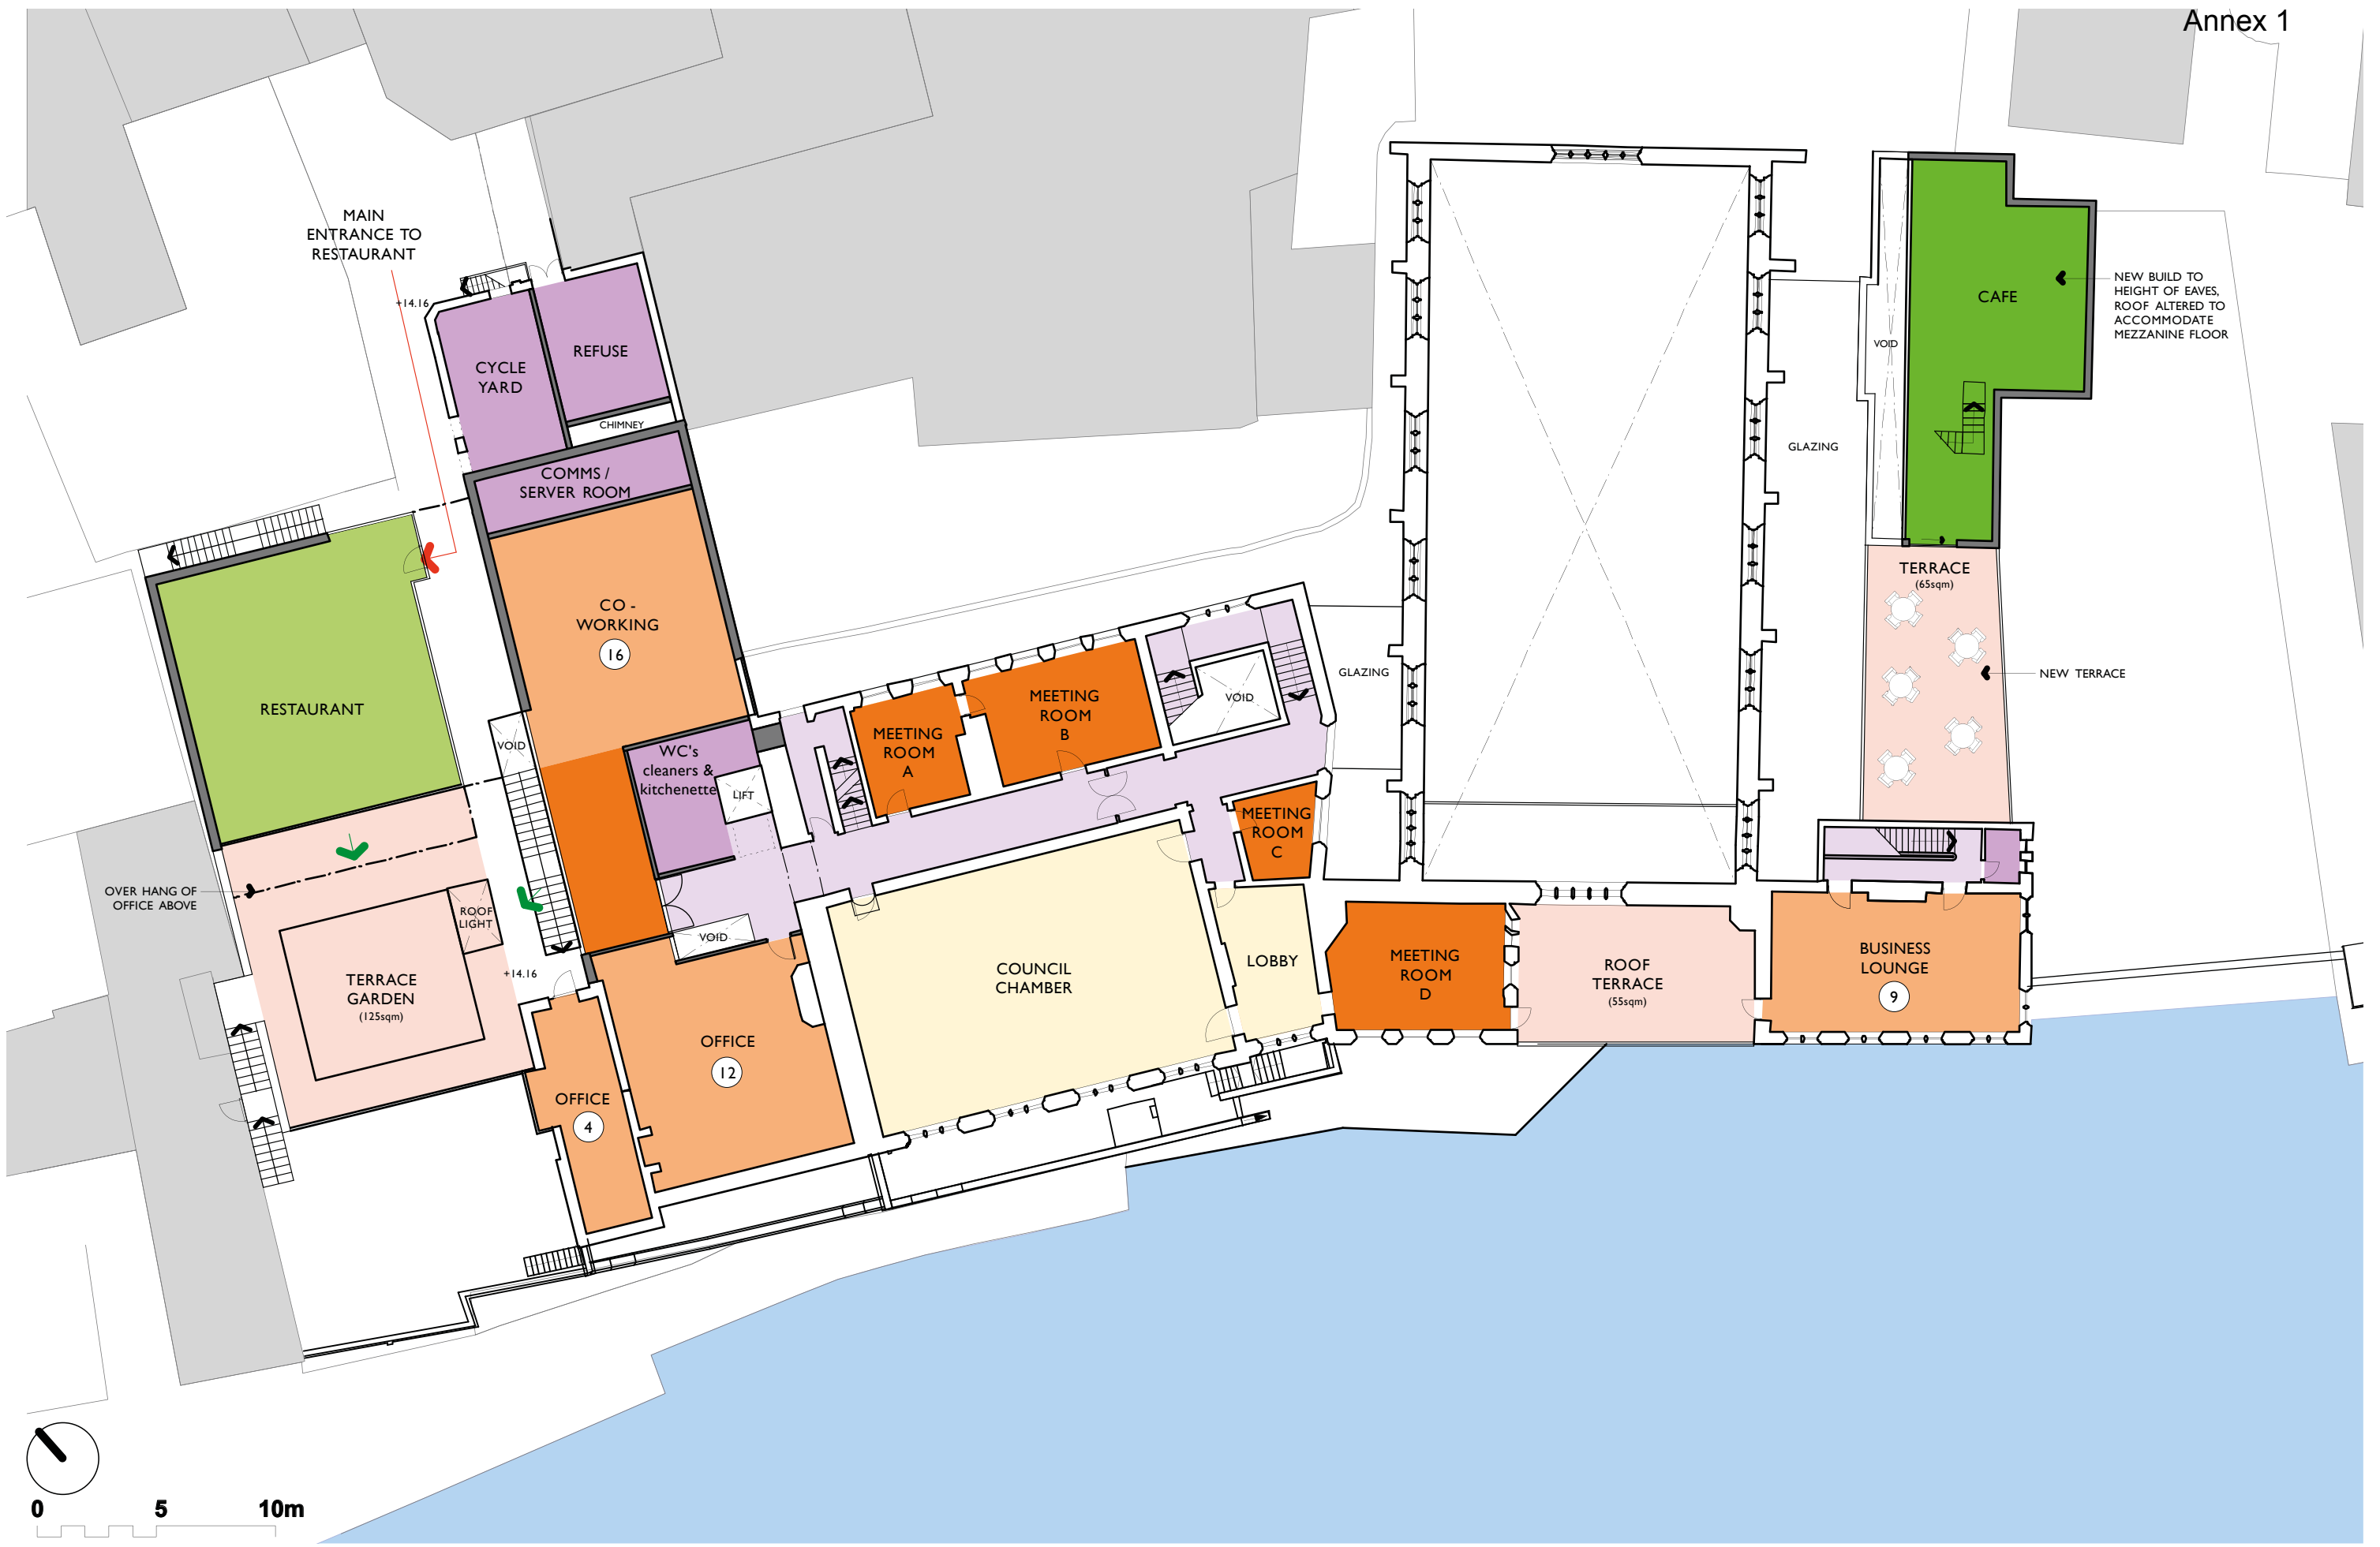 Annex 1
MAIN
ENTRANCE TO
RESTAURANT
+14.16
CYCLE
YARD
REFUSE
CHIMNEY
COMMS /
SERVER ROOM
CO -
WORKING
16
RESTAURANT
VOID
WC's
cleaners &
kitchenette
LIFT
MEETING
ROOM
A
MEETING
ROOM
B
VOID
MEETING
ROOM
C
GLAZING
GLAZING
VOID
CAFE
NEW BUILD TO
HEIGHT OF EAVES,
ROOF ALTERED TO
ACCOMMODATE
MEZZANINE FLOOR
TERRACE
(65sqm)
NEW TERRACE
OVER HANG OF
OFFICE ABOVE
ROOF
LIGHT
TERRACE
GARDEN
(125sqm)
+14.16
VOID
OFFICE
12
OFFICE
4
COUNCIL
CHAMBER
LOBBY
MEETING
ROOM
D
ROOF
TERRACE
(55sqm)
BUSINESS
LOUNGE
9
0 5 10m